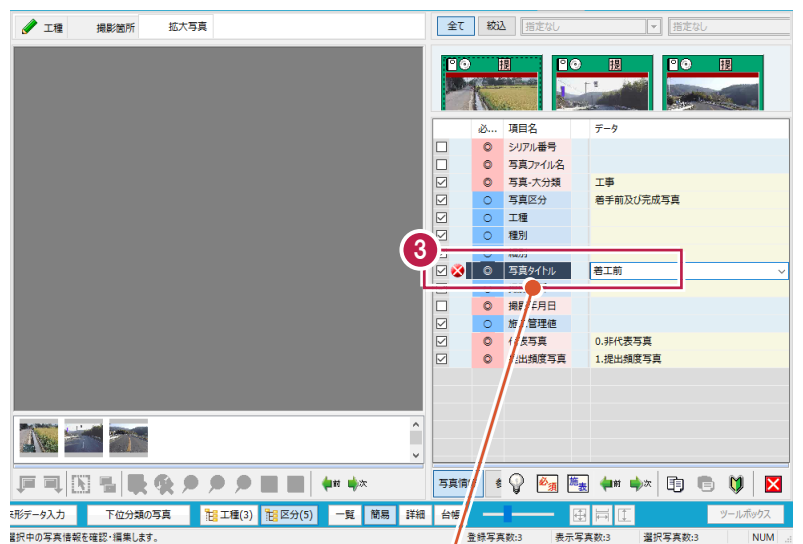 工種 撮影箇所 拡大写真
全て 絞込 指定なし 指定なし
提 提 提
必... 項目名 データ
◎ シリアル番号
◎ 写真ファイル名
◎ 写真-大分類 工事
○ 写真区分 着手前及び完成写真
○ 工種
○ 種別
3
◎ 写真タイトル 着工前
◎ 撮影年月日
○ 施工管理値
◎ 代表写真 0.非代表写真
◎ 提出頻度写真 1.提出頻度写真
前 次 写真情 必須 施表 前 次
形データ入力 下位分類の写真 工種(3) 区分(5) 一覧 簡易 詳細 台帳 ツールボックス
選択中の写真情報を確認・編集します。 登録写真数:3 表示写真数:3 選択写真数:3 NUM